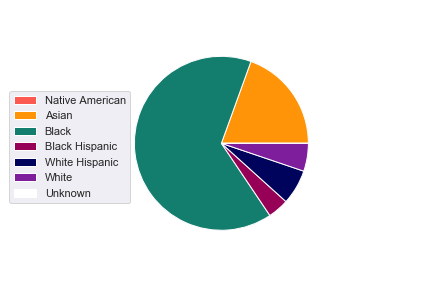 Native American
Asian
Black
Black Hispanic
White Hispanic
White
Unknown